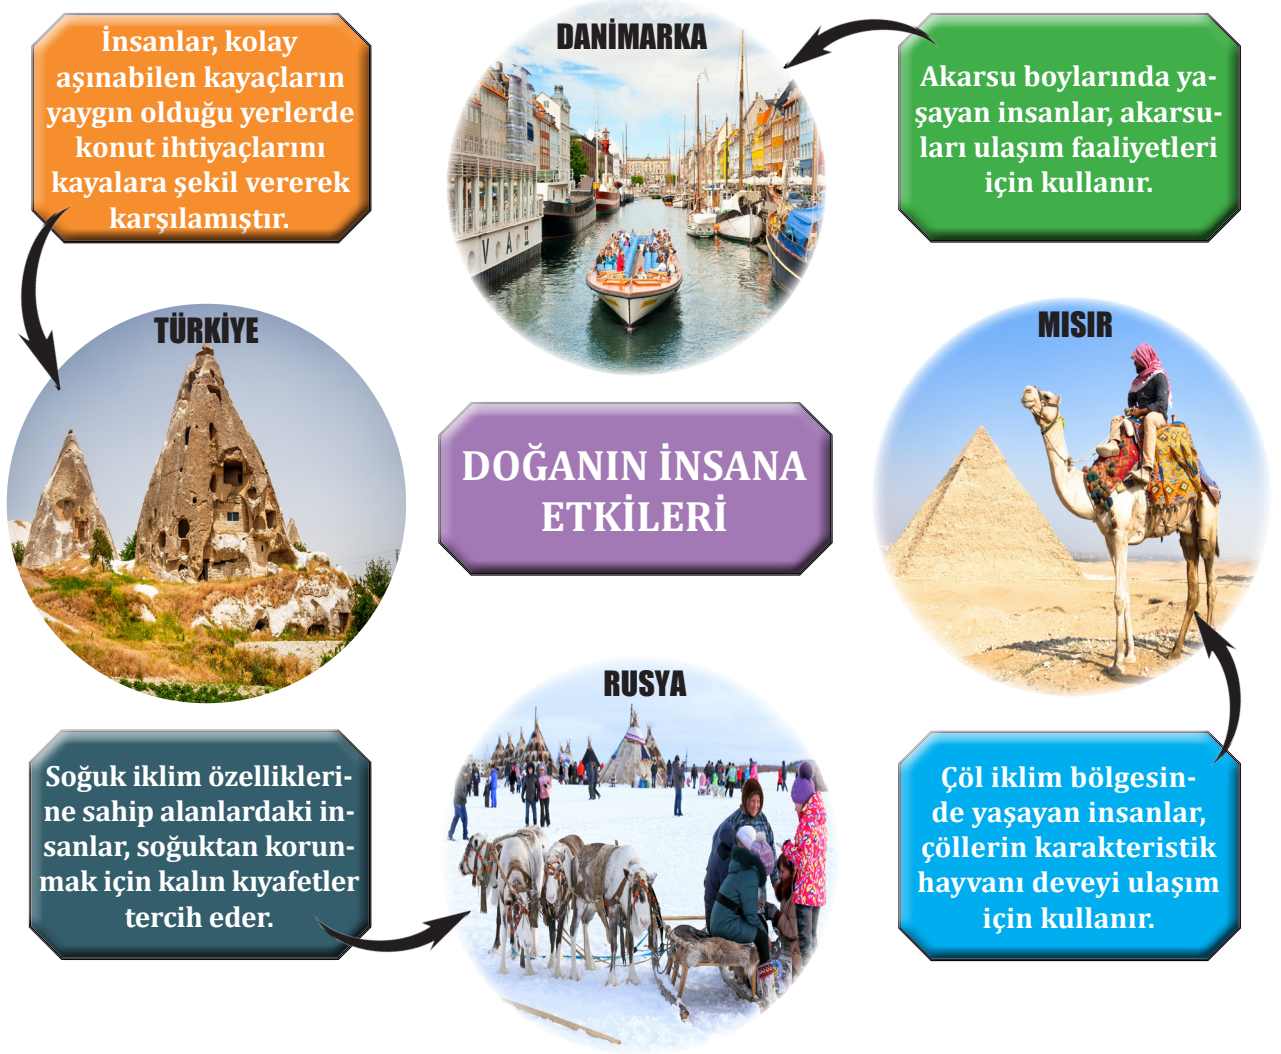 İnsanlar, kolay
aşınabilen kayaçların
yaygın olduğu yerlerde
konut ihtiyaçlarını
kayalara şekil vererek
karşılamıştır.
DANİMARKA
Akarsu boylarında ya-
şayan insanlar, akarsu-
ları ulaşım faaliyetleri
için kullanır.
TÜRKİYE
DOĞANIN İNSANA
ETKİLERİ
MISIR
RUSYA
Soğuk iklim özellikleri-
ne sahip alanlardaki in-
sanlar, soğuktan korun-
mak için kalın kıyafetler
tercih eder.
Çöl iklim bölgesin-
de yaşayan insanlar,
çöllerin karakteristik
hayvanı deveyi ulaşım
için kullanır.